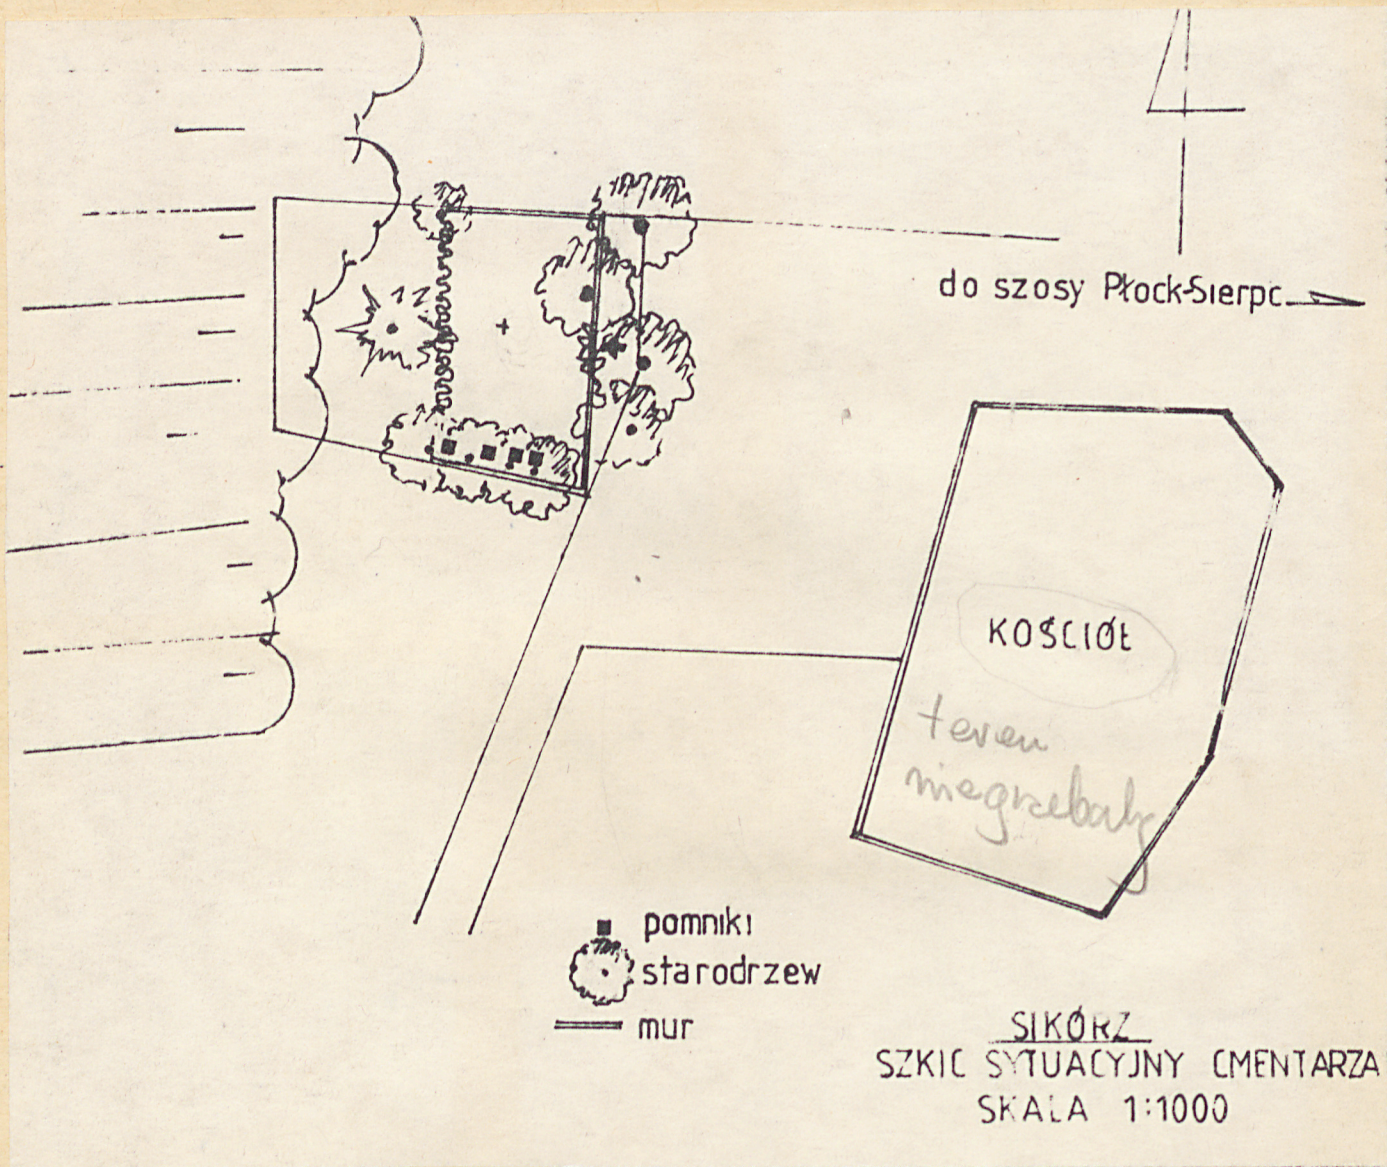 do szosy Płock-Sierpc
KOŚCIÓŁ
teren
niegrzebalny
pomniki
starodrzew
mur
SIKÓRZ
SZKIC SYTUACYJNY CMENTARZA
SKALA 1:1000